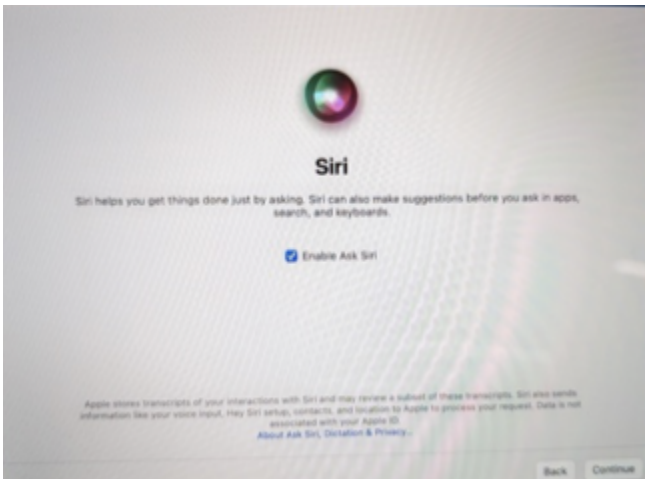 Siri
Siri helps you get things done just by asking. Siri can also make suggestions before you ask in apps,
search, and keyboards.
Enable Ask Siri
Apple stores transcripts of your interactions with Siri and may review a subset of these transcripts. Siri also sends
information like your voice input, Hey Siri setup, contacts, and location to Apple to process your request. Data is not
associated with your Apple ID.
About Ask Siri, Dictation & Privacy...
Back Continue